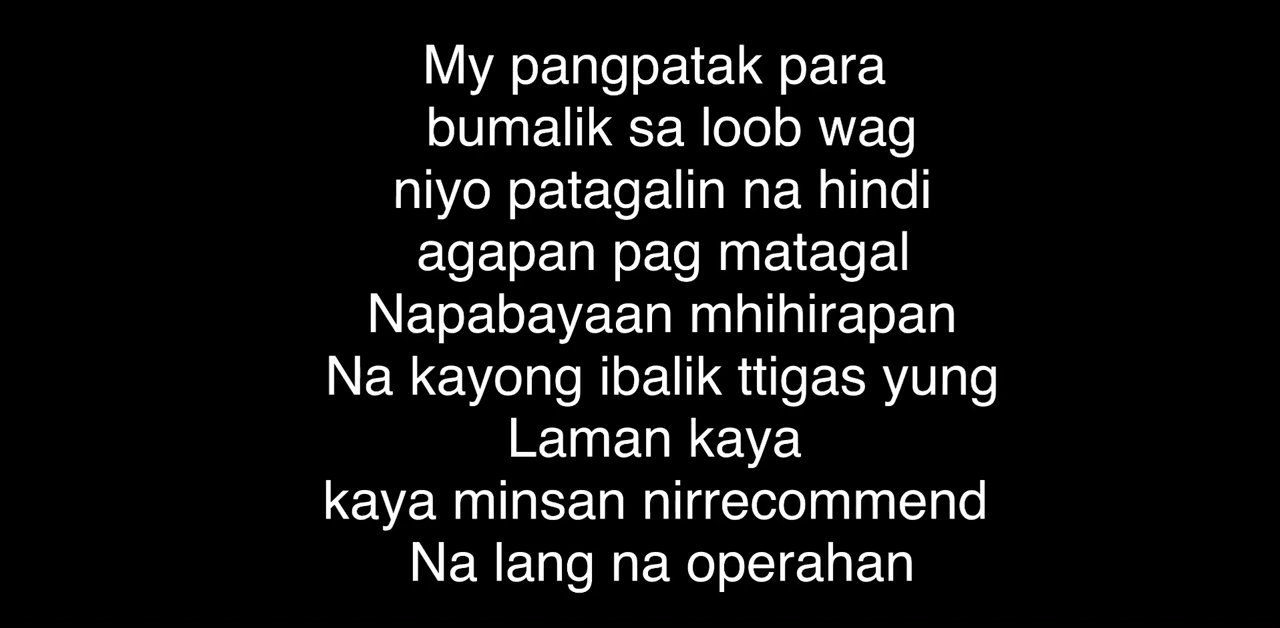 My pangpatak para
bumalik sa loob wag
niyo patagalin na hindi
agapan pag matagal
Napabayaan mhihirapan
Na kayong ibalik ttigas yung
Laman kaya
kaya minsan nirrecommend
Na lang na operahan